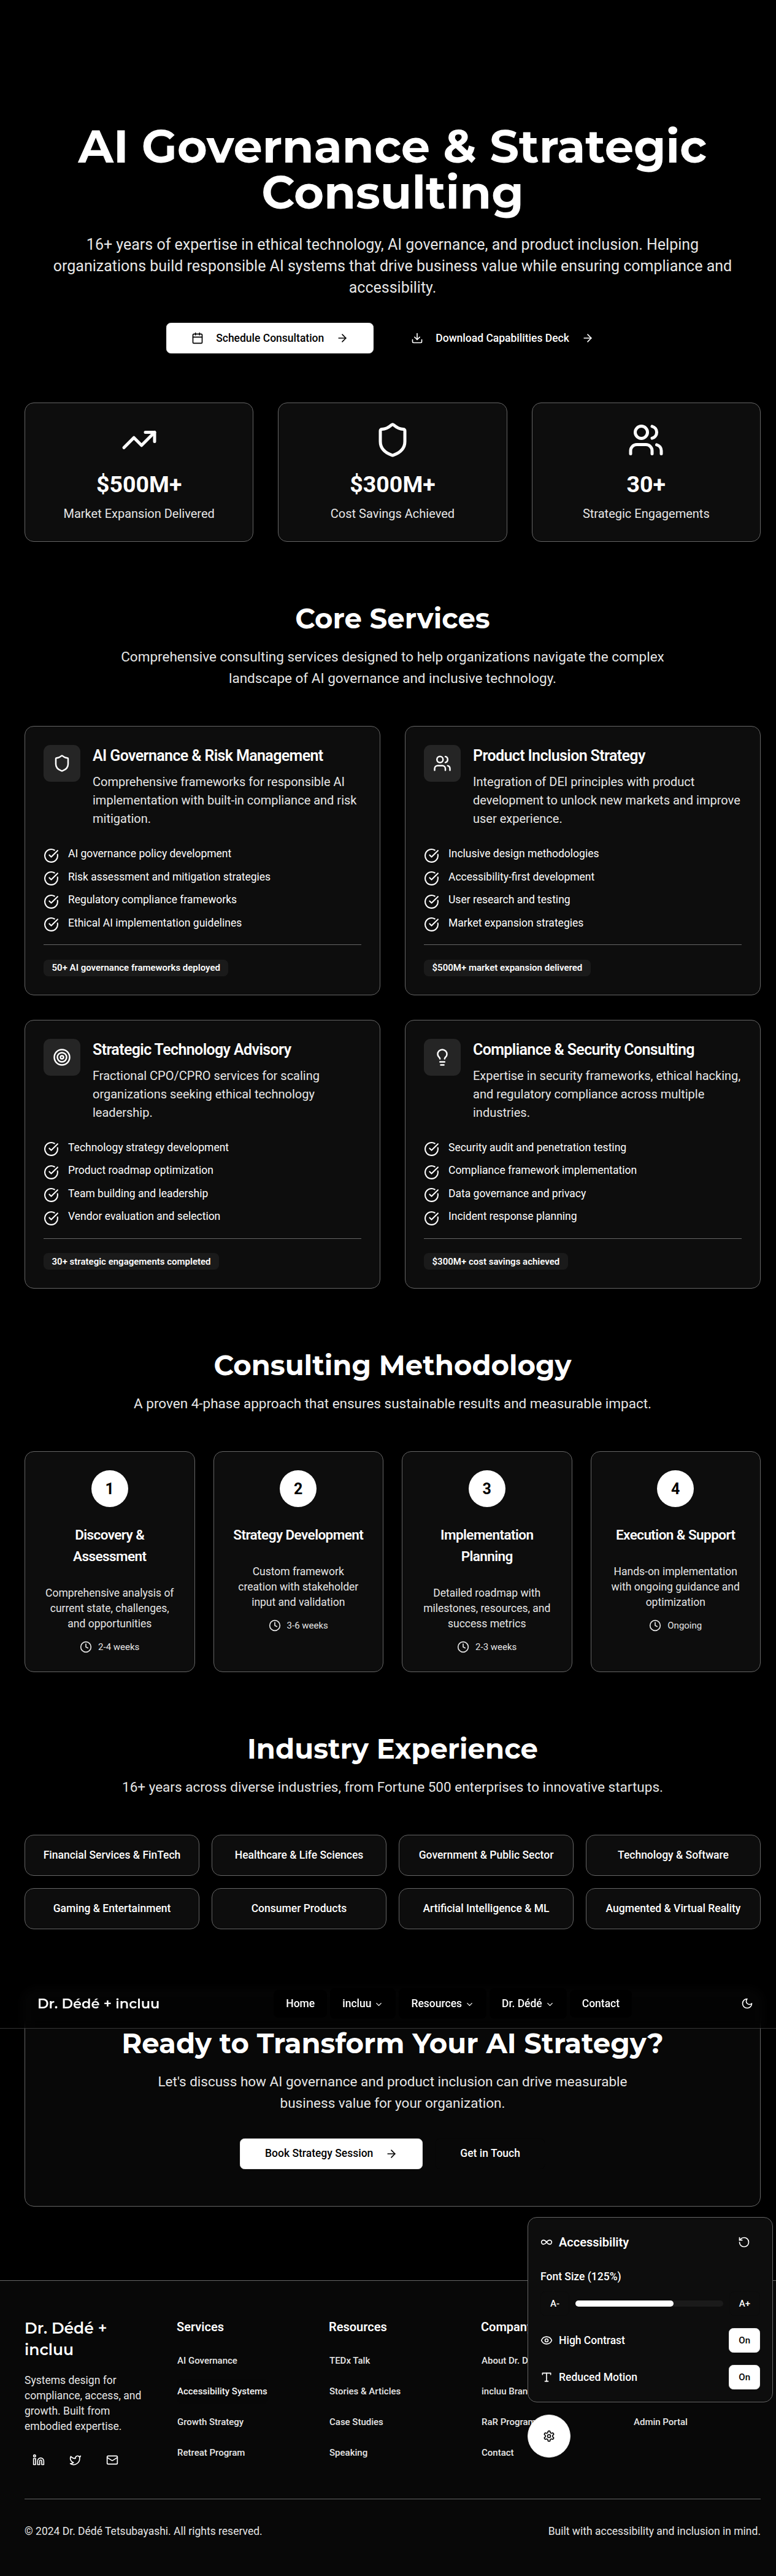 AI Governance & Strategic
Consulting
16+ years of expertise in ethical technology, AI governance, and product inclusion. Helping
organizations build responsible AI systems that drive business value while ensuring compliance and
accessibility.
Schedule Consultation
Download Capabilities Deck
$500M+
Market Expansion Delivered
$300M+
Cost Savings Achieved
30+
Strategic Engagements
Core Services
Comprehensive consulting services designed to help organizations navigate the complex
landscape of AI governance and inclusive technology.
AI Governance & Risk Management
Comprehensive frameworks for responsible AI
implementation with built-in compliance and risk
mitigation.
AI governance policy development
Risk assessment and mitigation strategies
Regulatory compliance frameworks
Ethical AI implementation guidelines
50+ AI governance frameworks deployed
Product Inclusion Strategy
Integration of DEI principles with product
development to unlock new markets and improve
user experience.
Inclusive design methodologies
Accessibility-first development
User research and testing
Market expansion strategies
$500M+ market expansion delivered
Strategic Technology Advisory
Fractional CPO/CPRO services for scaling
organizations seeking ethical technology
leadership.
Technology strategy development
Product roadmap optimization
Team building and leadership
Vendor evaluation and selection
30+ strategic engagements completed
Compliance & Security Consulting
Expertise in security frameworks, ethical hacking,
and regulatory compliance across multiple
industries.
Security audit and penetration testing
Compliance framework implementation
Data governance and privacy
Incident response planning
$300M+ cost savings achieved
Consulting Methodology
A proven 4-phase approach that ensures sustainable results and measurable impact.
1
Discovery &
Assessment
Comprehensive analysis of
current state, challenges,
and opportunities
2-4 weeks
2
Strategy Development
Custom framework
creation with stakeholder
input and validation
3-6 weeks
3
Implementation
Planning
Detailed roadmap with
milestones, resources, and
success metrics
2-3 weeks
4
Execution & Support
Hands-on implementation
with ongoing guidance and
optimization
Ongoing
Industry Experience
16+ years across diverse industries, from Fortune 500 enterprises to innovative startups.
Financial Services & FinTech
Healthcare & Life Sciences
Government & Public Sector
Technology & Software
Gaming & Entertainment
Consumer Products
Artificial Intelligence & ML
Augmented & Virtual Reality
Dr. Dédé + incluu
Home
incluu
Resources
Dr. Dédé
Contact
Ready to Transform Your AI Strategy?
Let's discuss how AI governance and product inclusion can drive measurable
business value for your organization.
Book Strategy Session
Get in Touch
Accessibility
Font Size (125%)
A-
A+
High Contrast
On
Reduced Motion
On
Dr. Dédé +
incluu
Systems design for
compliance, access, and
growth. Built from
embodied expertise.
Services
AI Governance
Accessibility Systems
Growth Strategy
Retreat Program
Resources
TEDx Talk
Stories & Articles
Case Studies
Speaking
Compan
About Dr. D
incluu Bran
RaR Program
Contact
Admin Portal
© 2024 Dr. Dédé Tetsubayashi. All rights reserved.
Built with accessibility and inclusion in mind.